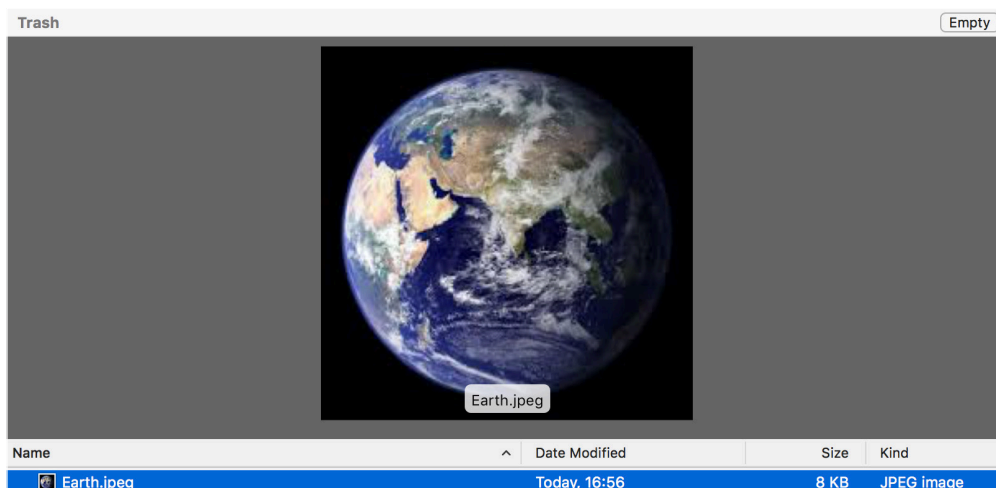 Trash Empty
Earth.jpeg
Name Date Modified Size Kind
Earth.jpeg Today, 16:56 8 KB JPEG image